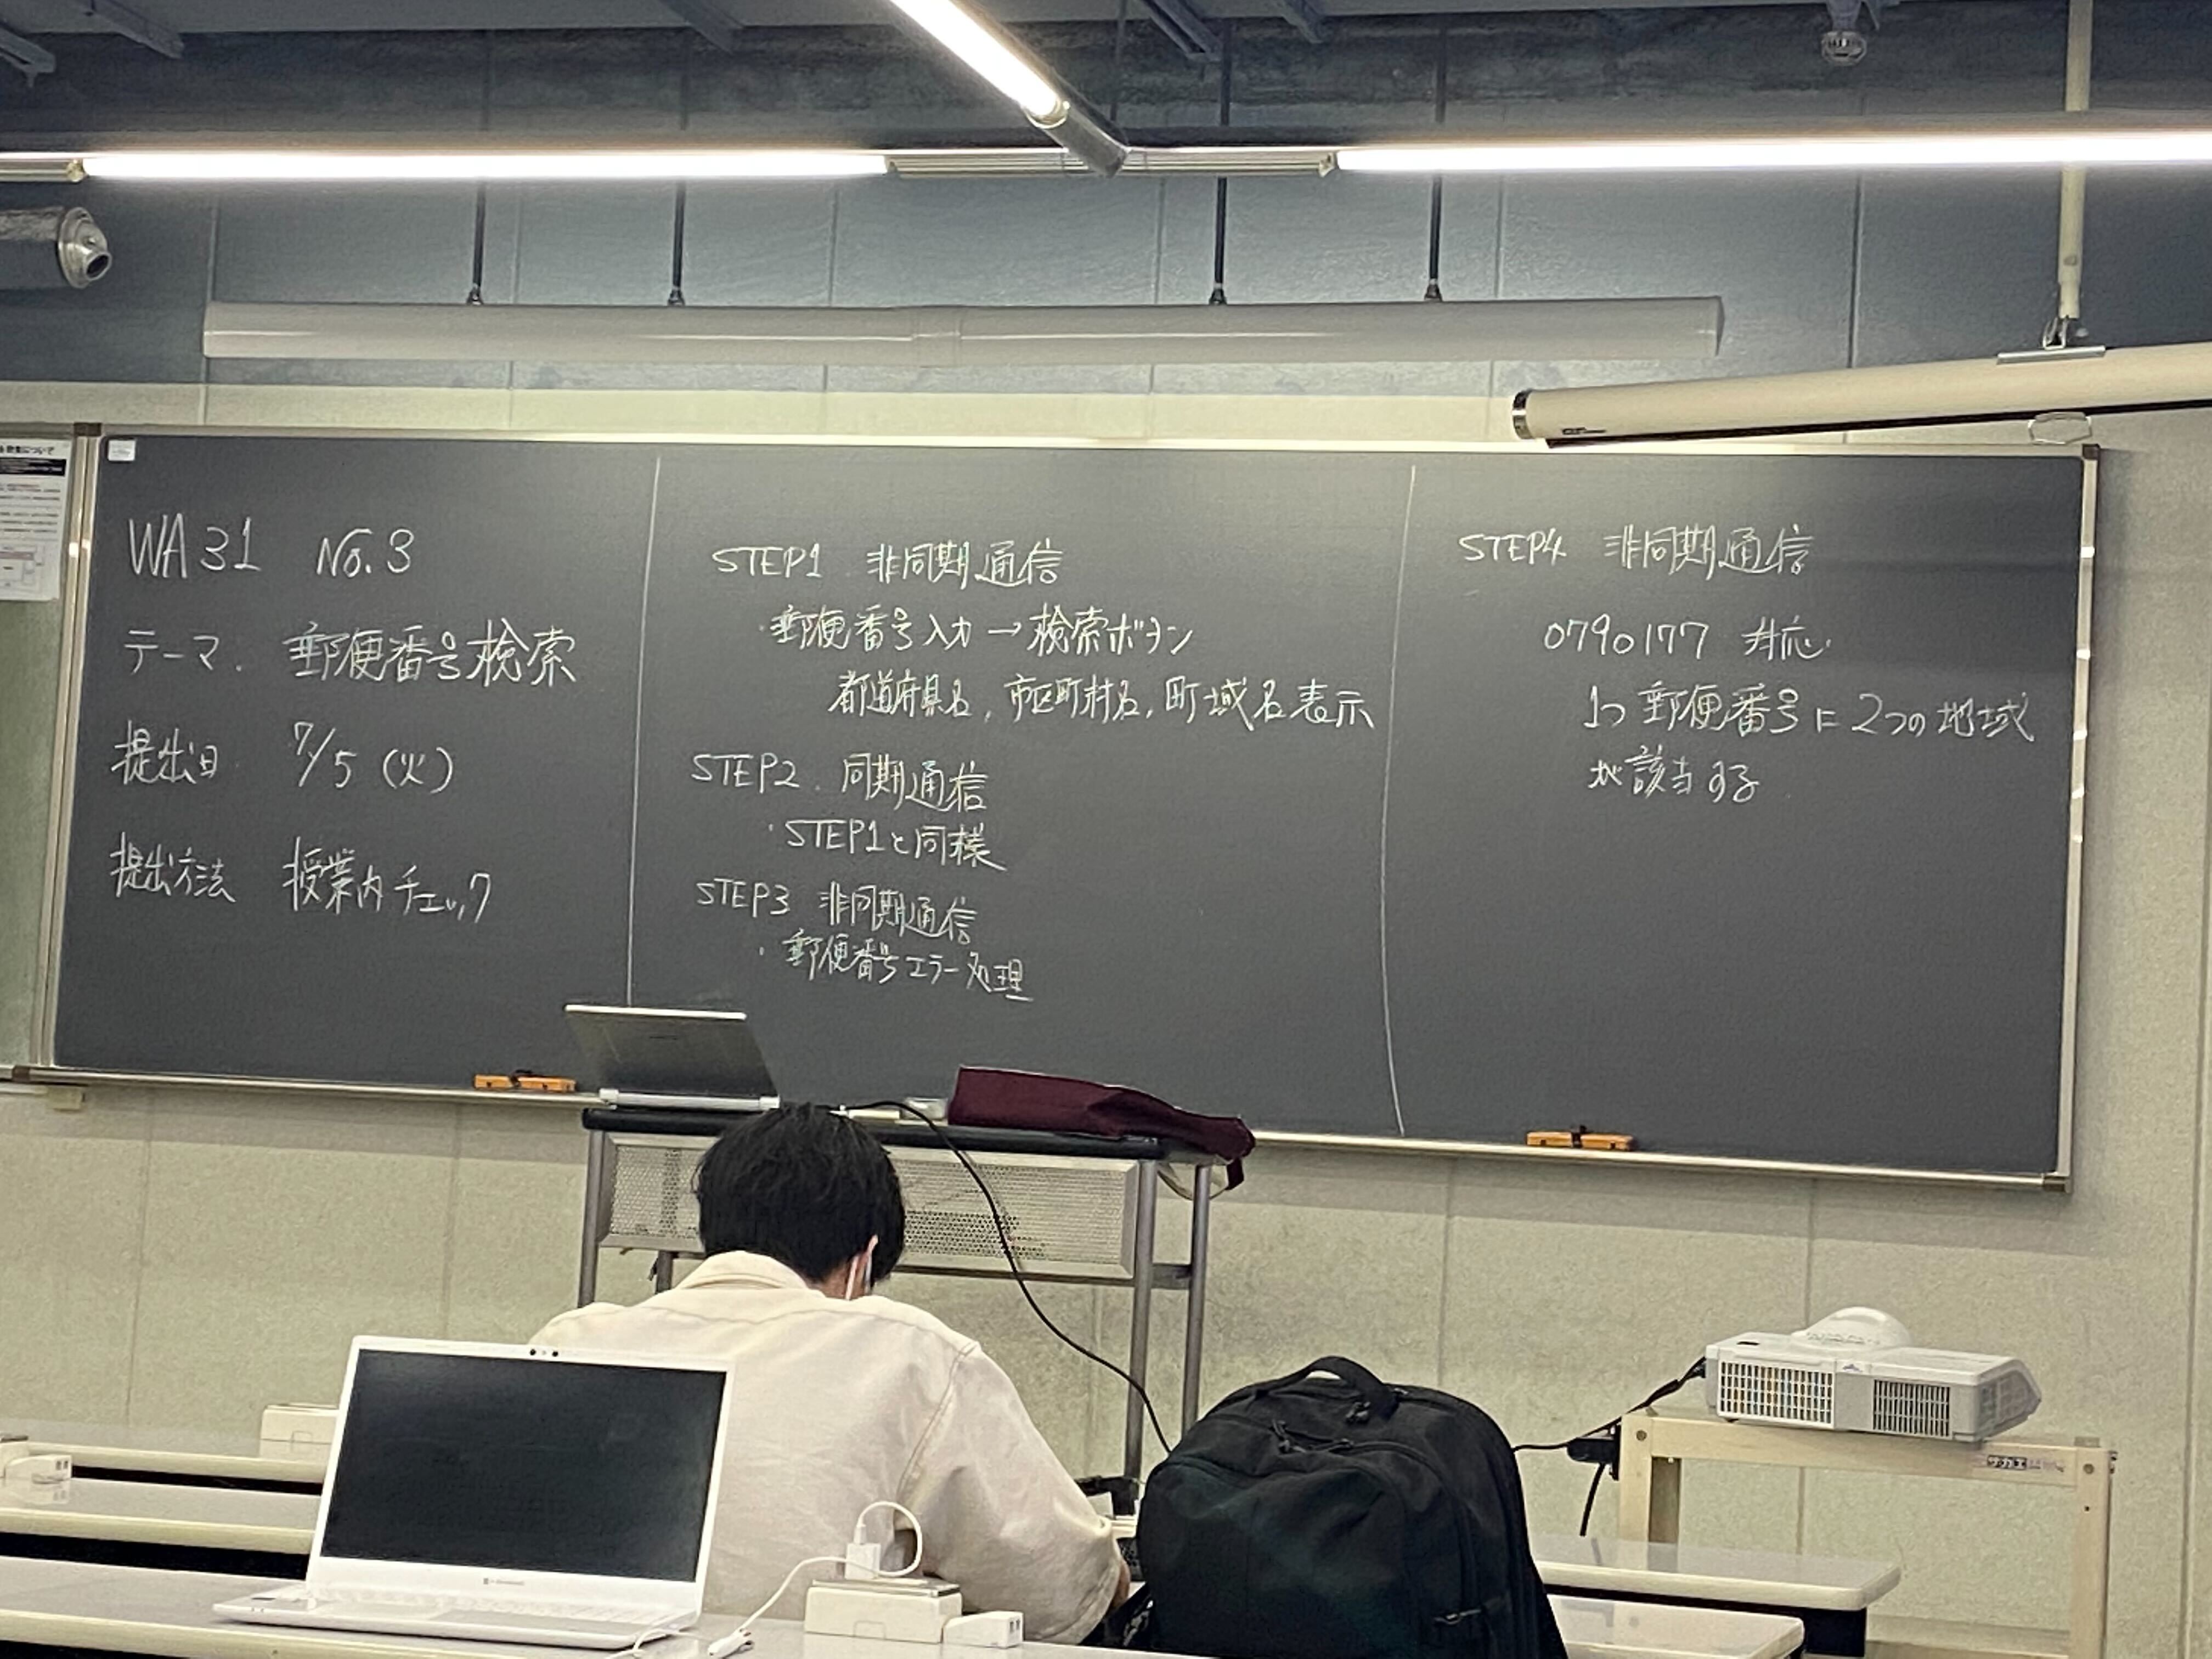 WA31 No.3
テーマ. 郵便番号検索
提出日 7/5 (火)
提出方法 授業内チェック
STEP1 非同期通信
・郵便番号入力→検索ボタン
都道府県名, 市区町村名, 町域名表示
STEP2. 同期通信
・STEP1と同様
STEP3 非同期通信
・郵便番号エラー処理
STEP4 非同期通信
0790177 対応.
1つ郵便番号に2つの地域
が該当する
サカエ